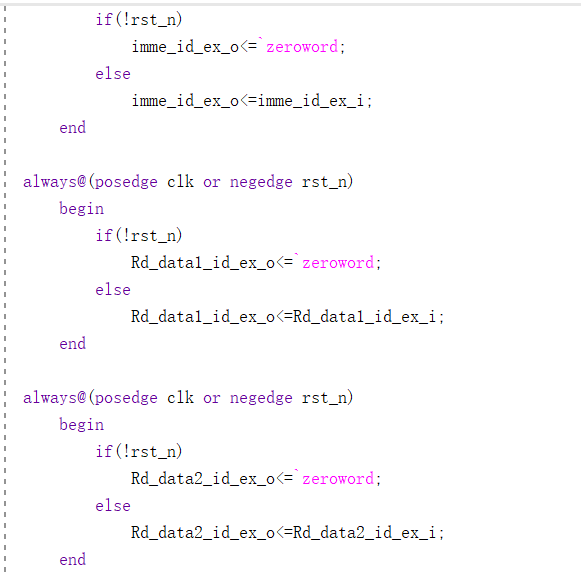 if(!rst_n)
imme_id_ex_o<=`zeroword;
else
imme_id_ex_o<=imme_id_ex_i;
end
always@(posedge clk or negedge rst_n)
begin
if(!rst_n)
Rd_data1_id_ex_o<=`zeroword;
else
Rd_data1_id_ex_o<=Rd_data1_id_ex_i;
end
always@(posedge clk or negedge rst_n)
begin
if(!rst_n)
Rd_data2_id_ex_o<=`zeroword;
else
Rd_data2_id_ex_o<=Rd_data2_id_ex_i;
end